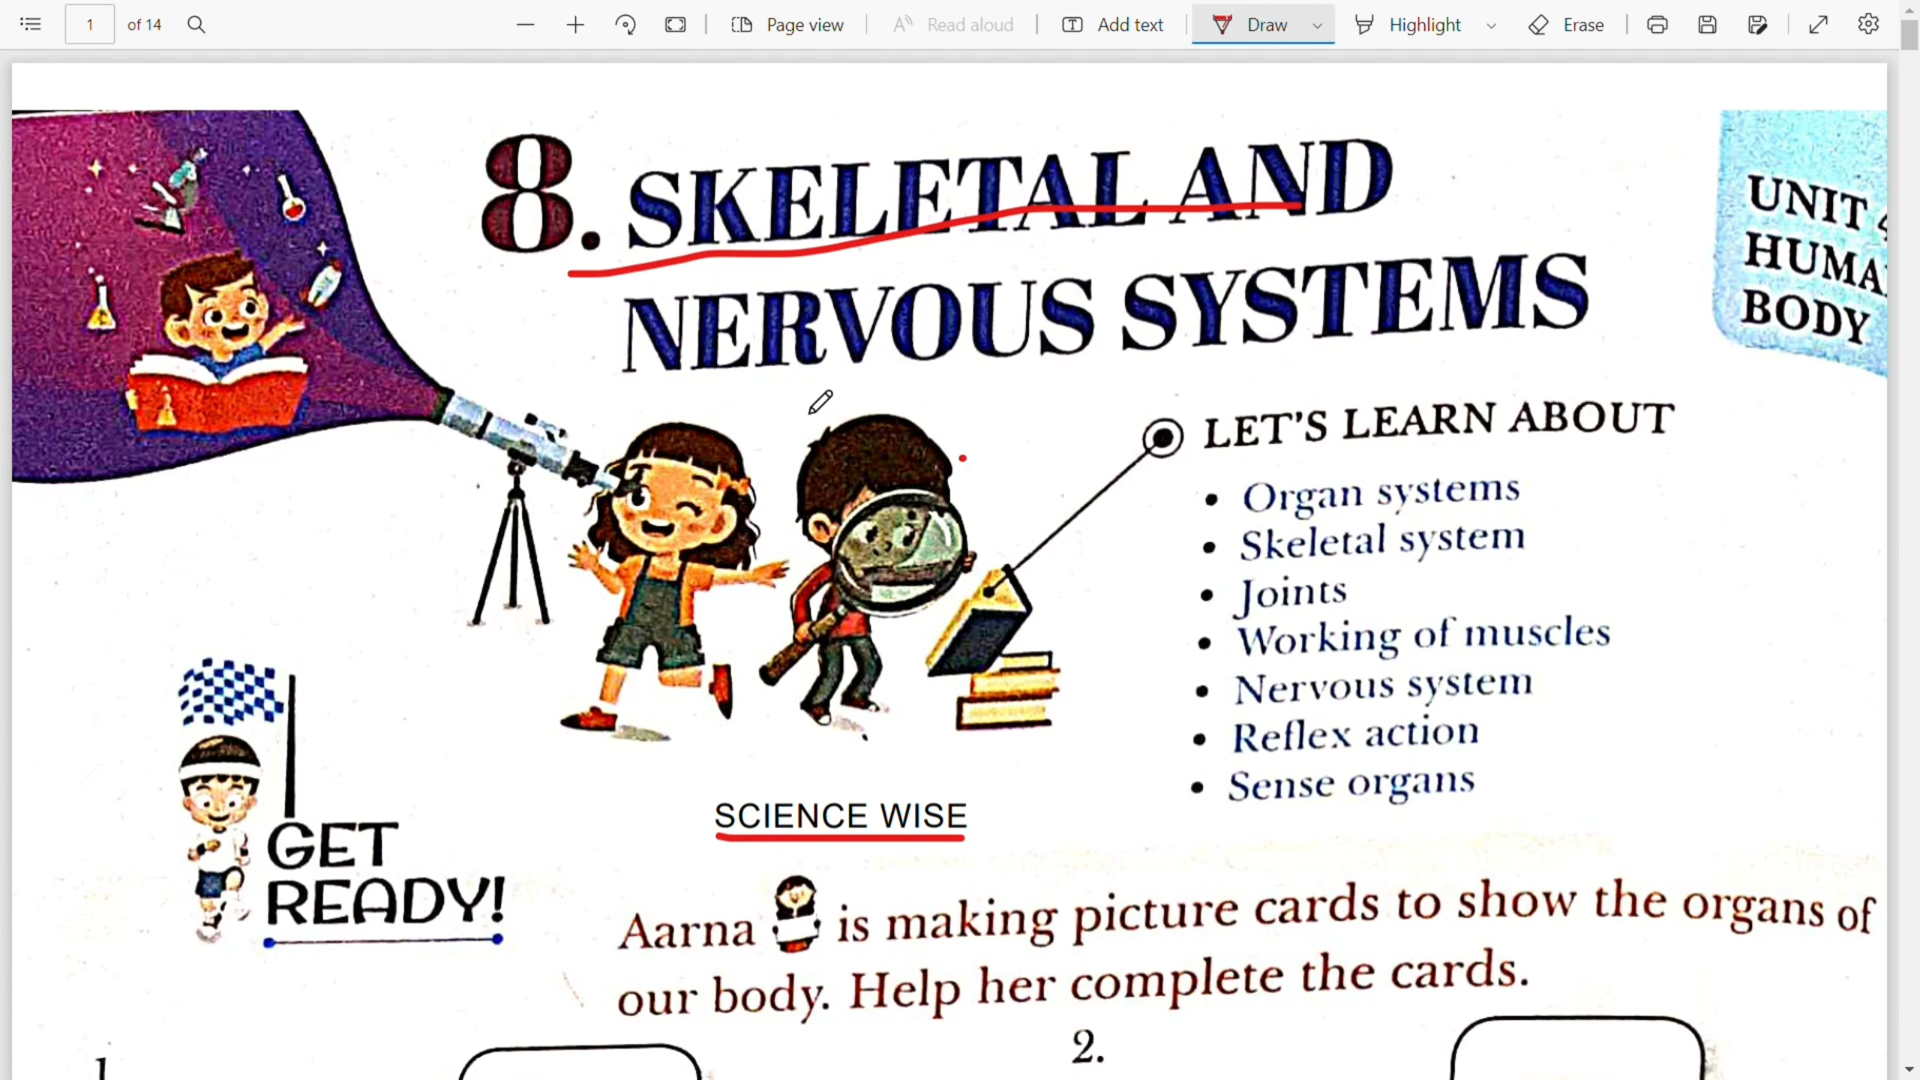 1 of 14 Page view Read aloud Add text Draw Highlight Erase
8. SKELETAL AND
NERVOUS SYSTEMS
UNIT
HUMA
BODY
LET'S LEARN ABOUT
• Organ systems
• Skeletal system
• Joints
• Working of muscles
• Nervous system
• Reflex action
• Sense organs
SCIENCE WISE
GET
READY!
Aarna is making picture cards to show the organs of
our body. Help her complete the cards.
1
2.